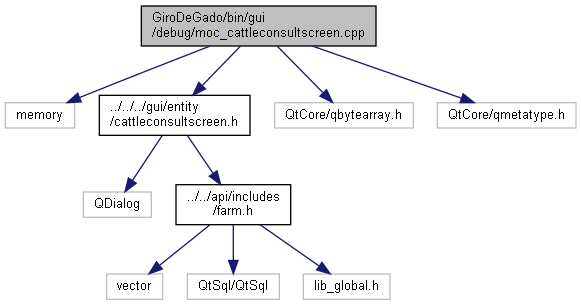 GiroDeGado/bin/gui
/debug/moc_cattleconsultscreen.cpp
memory
../../../gui/entity
/cattleconsultscreen.h
QtCore/qbytearray.h
QtCore/qmetatype.h
QDialog
../../api/includes
/farm.h
vector
QtSql/QtSql
lib_global.h